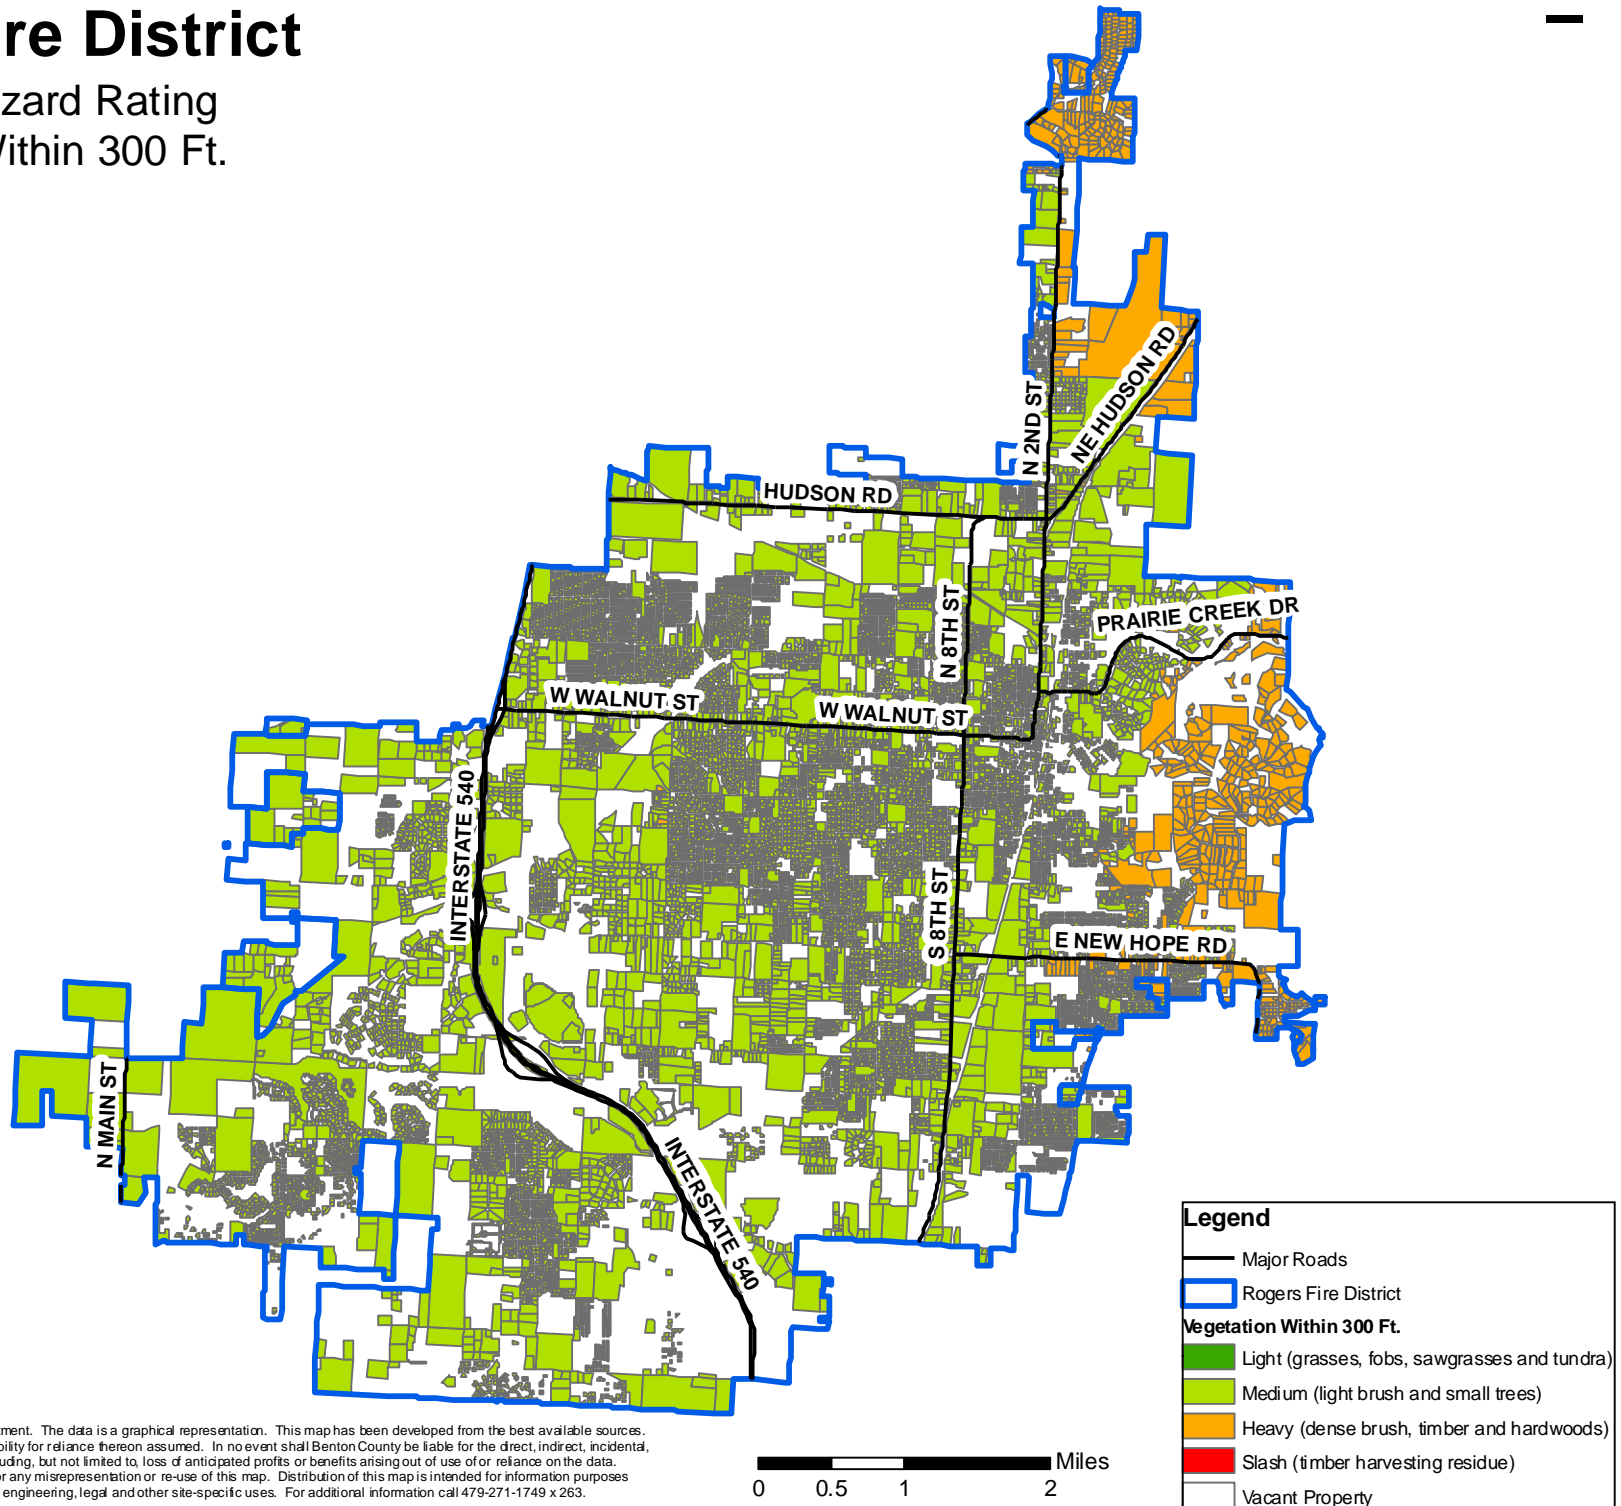 re District
zard Rating
Within 300 Ft.
N 2ND ST
NE HUDSON RD
HUDSON RD
N 8TH ST
PRAIRIE CREEK DR
W WALNUT ST
W WALNUT ST
INTERSTATE 540
S 8TH ST
E NEW HOPE RD
N MAIN ST
INTERSTATE 540
Legend
Major Roads
Rogers Fire District
Vegetation Within 300 Ft.
Light (grasses, fobs, sawgrasses and tundra)
Medium (light brush and small trees)
Heavy (dense brush, timber and hardwoods)
Slash (timber harvesting residue)
Vacant Property
tment. The data is a graphical representation. This map has been developed from the best available sources.
bility for reliance thereon assumed. In no event shall Benton County be liable for the direct, indirect, incidental,
uding, but not limited to, loss of anticipated profits or benefits arising out of use of or reliance on the data.
or any misrepresentation or re-use of this map. Distribution of this map is intended for information purposes
engineering, legal and other site-specific uses. For additional information call 479-271-1749 x 263.
Miles
0 0.5 1 2